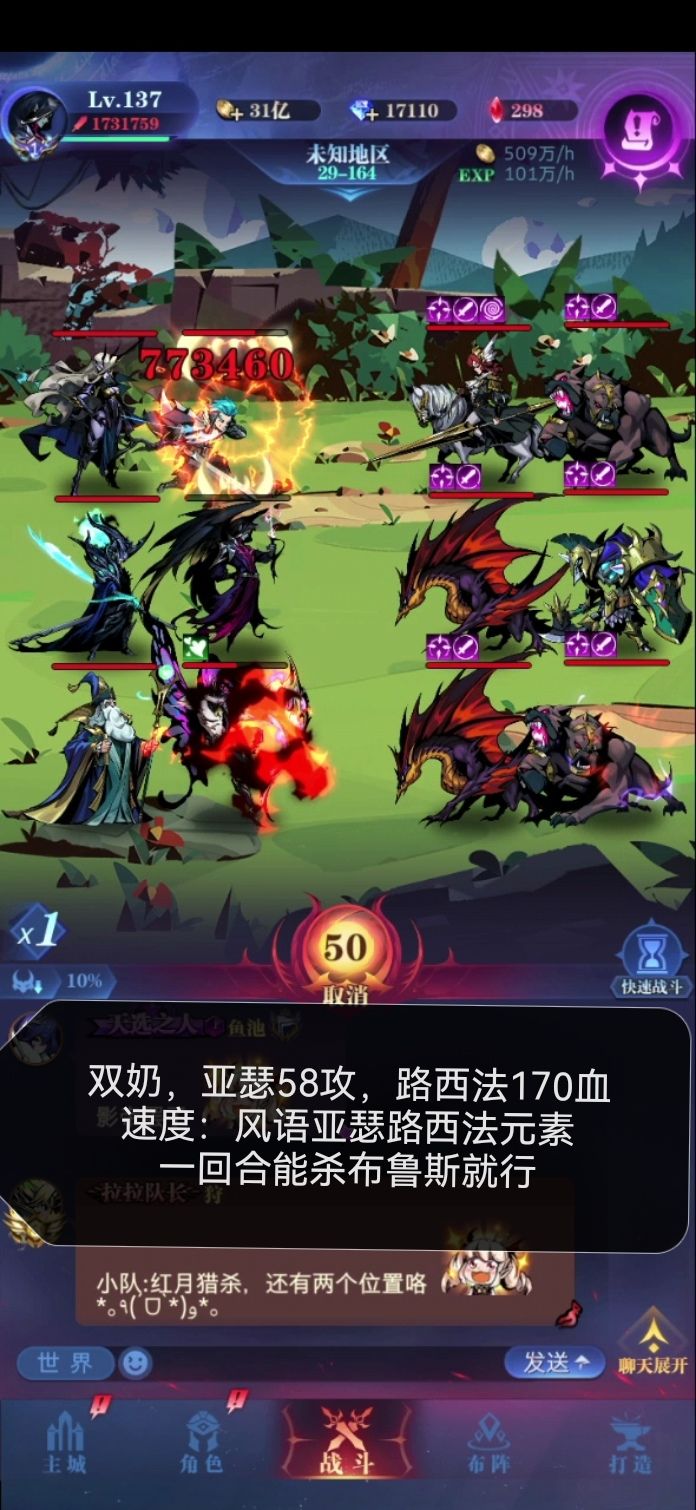 Lv.137
1731759
31亿
17110
298
未知地区
29-164
509万/h
EXP 101万/h
773460
x1
50
取消
10%
快速战斗
天选之人 鱼池
双奶，亚瑟58攻，路西法170血
速度：风语亚瑟路西法元素
一回合能杀布鲁斯就行
拉拉队长 狩
小队:红月猎杀，还有两个位置咯
世界
发送
聊天展开
主城
角色
战斗
布阵
打造